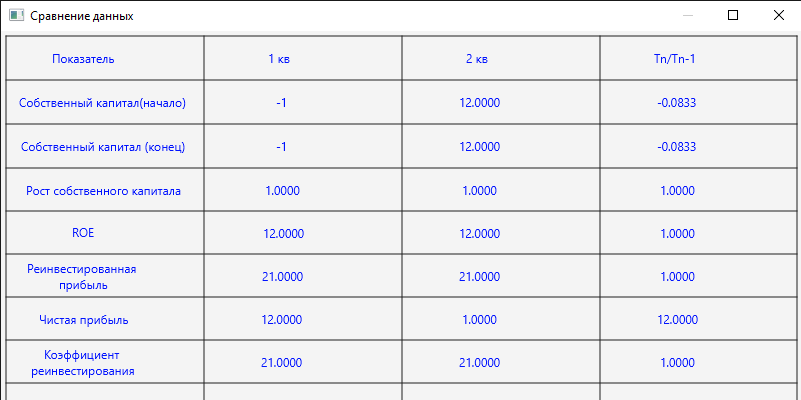 Сравнение данных
Показатель 1 кв 2 кв Tn/Tn-1
Собственный капитал(начало) -1 12.0000 -0.0833
Собственный капитал (конец) -1 12.0000 -0.0833
Рост собственного капитала 1.0000 1.0000 1.0000
ROE 12.0000 12.0000 1.0000
Реинвестированная
прибыль 21.0000 21.0000 1.0000
Чистая прибыль 12.0000 1.0000 12.0000
Коэффициент
реинвестирования 21.0000 21.0000 1.0000